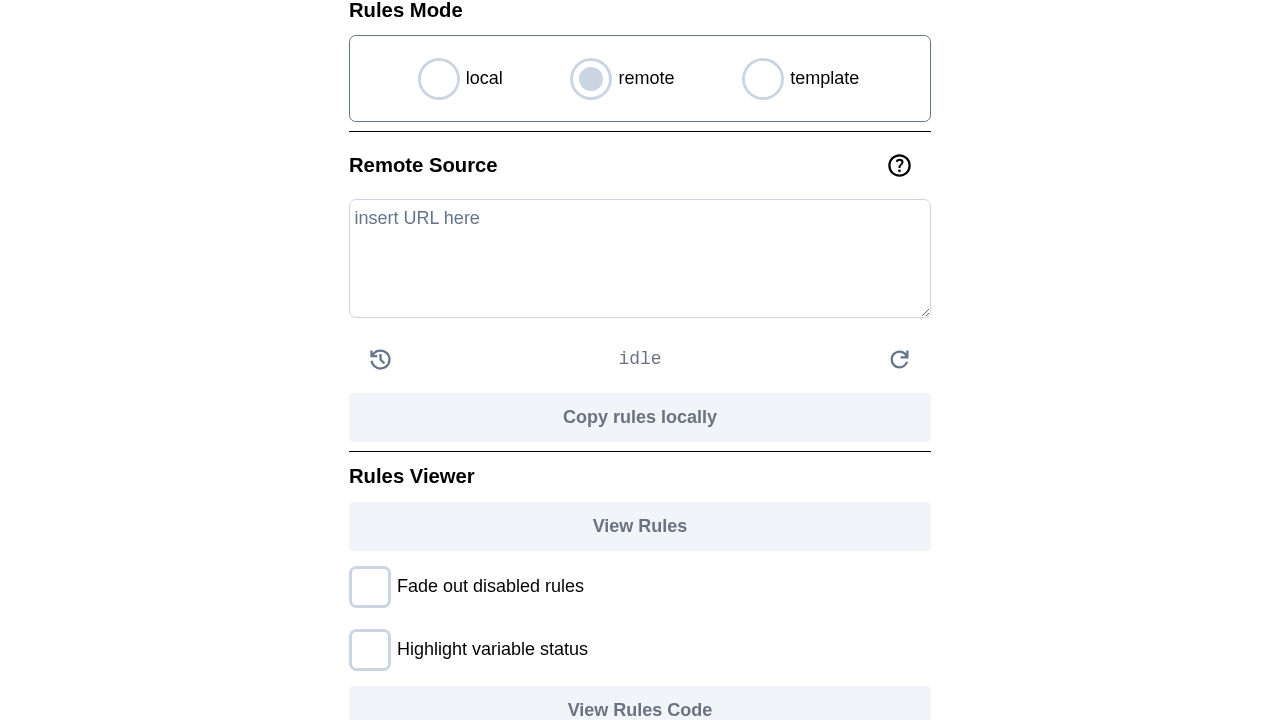 Rules Mode
local remote template
Remote Source
insert URL here
idle
Copy rules locally
Rules Viewer
View Rules
Fade out disabled rules
Highlight variable status
View Rules Code